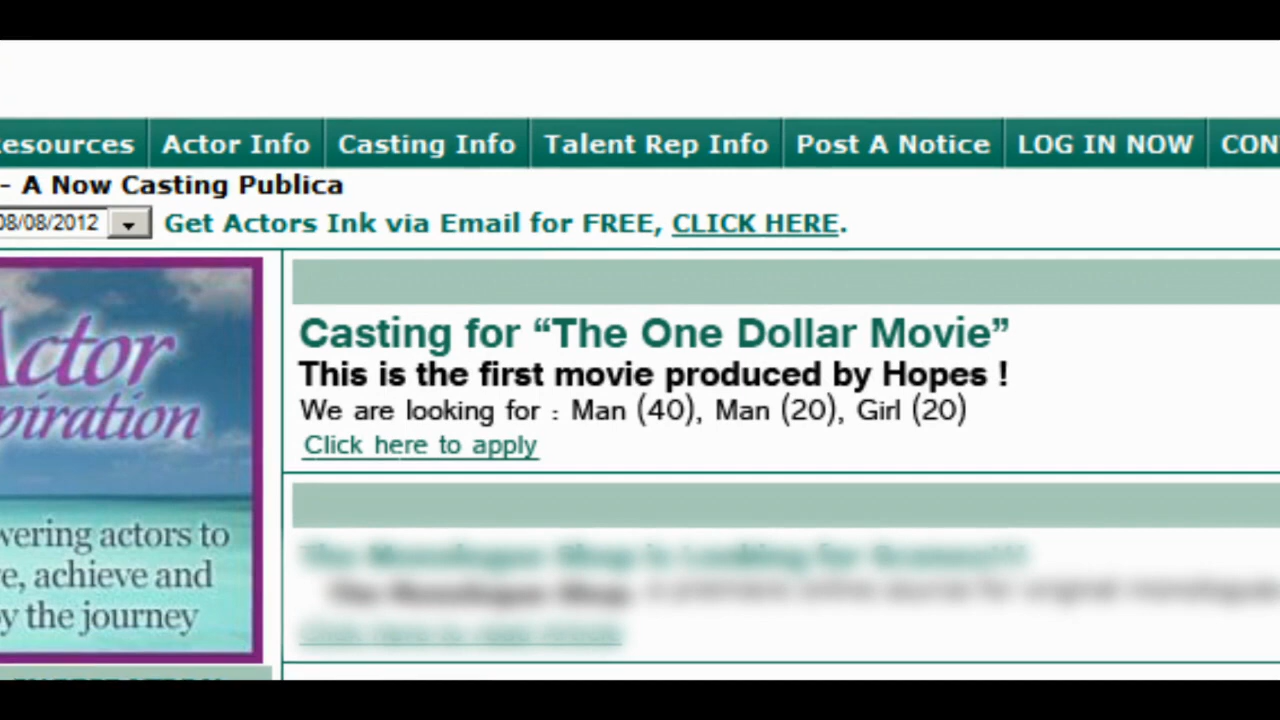 esources Actor Info Casting Info Talent Rep Info Post A Notice LOG IN NOW CON
- A Now Casting Publica
08/08/2012 Get Actors Ink via Email for FREE, CLICK HERE.
Actor
piration
wering actors to
e, achieve and
y the journey
Casting for “The One Dollar Movie”
This is the first movie produced by Hopes !
We are looking for : Man (40), Man (20), Girl (20)
Click here to apply